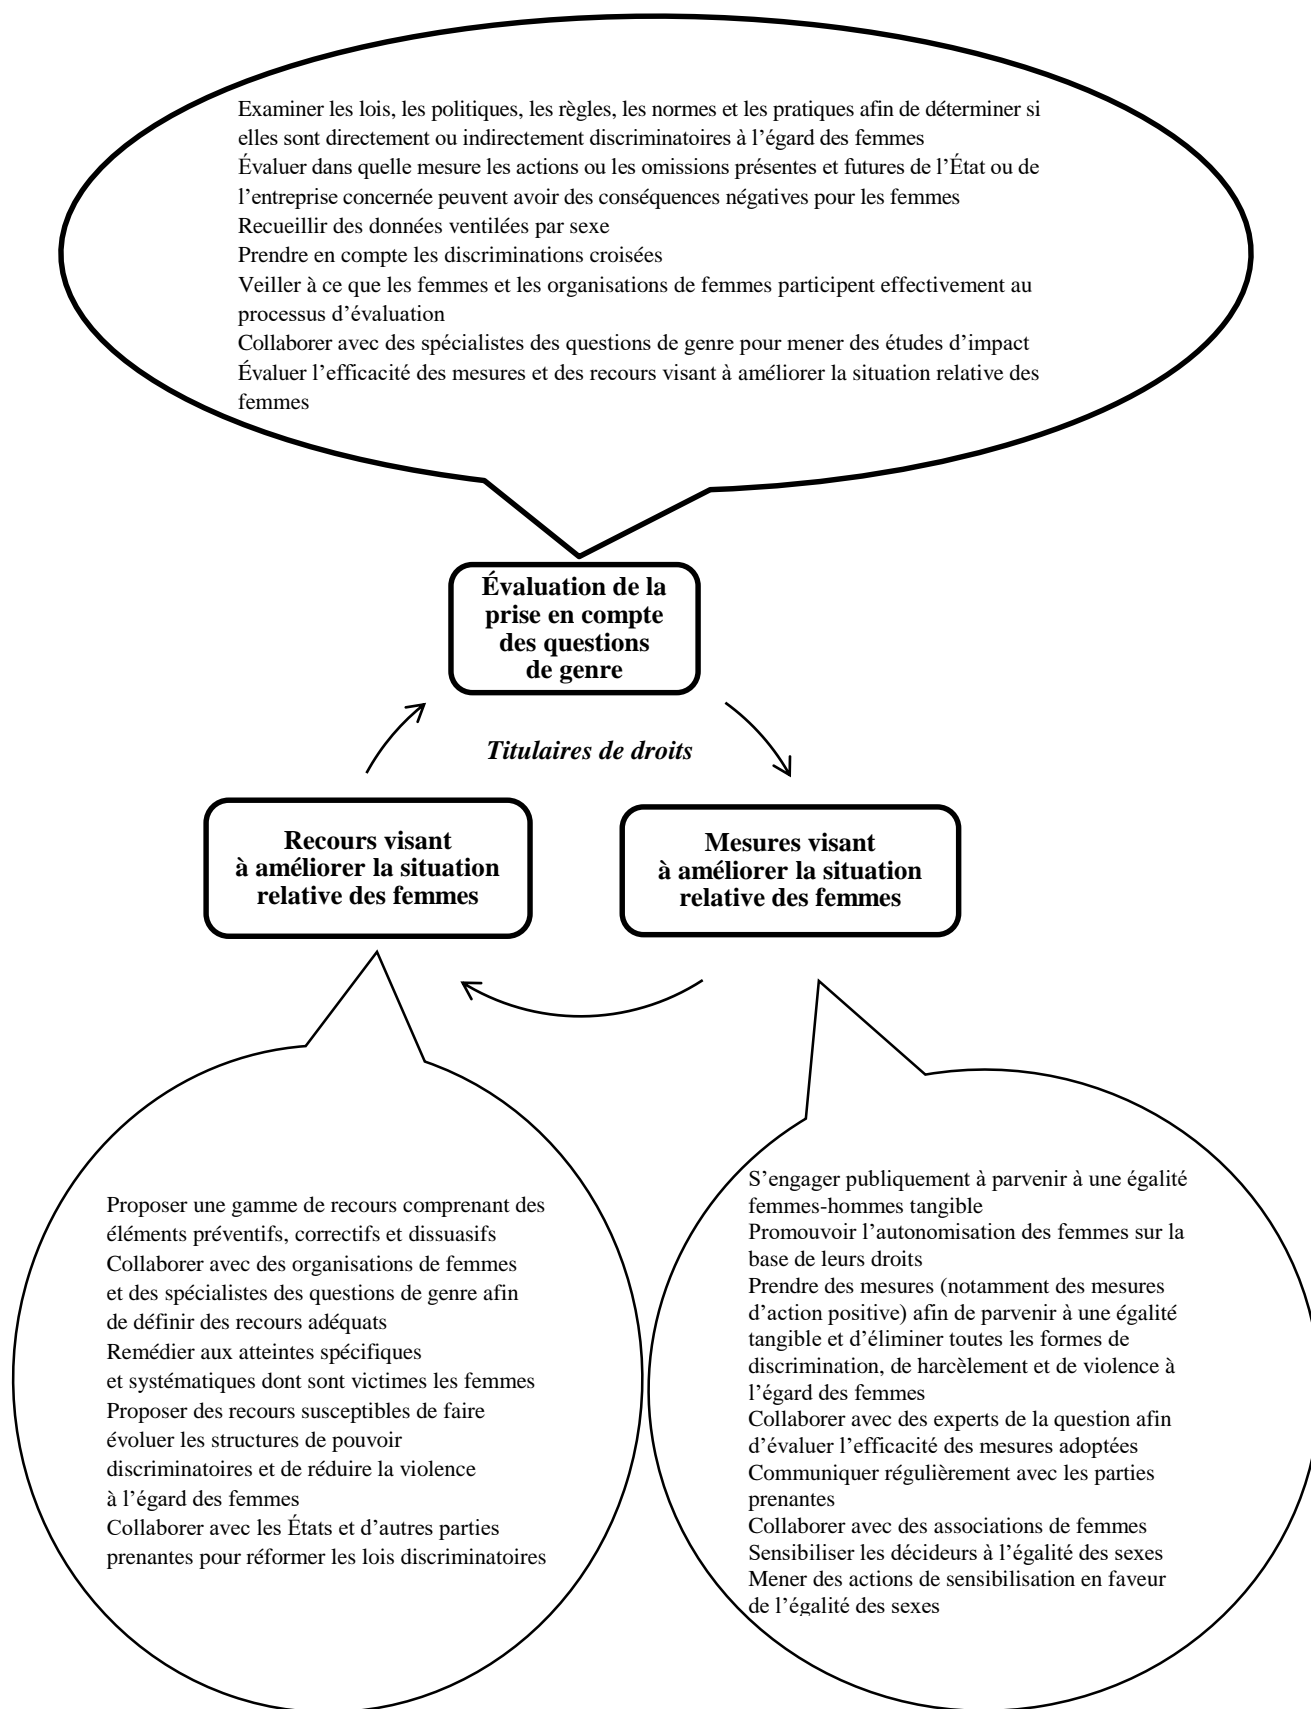 Examiner les lois, les politiques, les règles, les normes et les pratiques afin de déterminer si
elles sont directement ou indirectement discriminatoires à l’égard des femmes
Évaluer dans quelle mesure les actions ou les omissions présentes et futures de l’État ou de
l’entreprise concernée peuvent avoir des conséquences négatives pour les femmes
Recueillir des données ventilées par sexe
Prendre en compte les discriminations croisées
Veiller à ce que les femmes et les organisations de femmes participent effectivement au
processus d’évaluation
Collaborer avec des spécialistes des questions de genre pour mener des études d’impact
Évaluer l’efficacité des mesures et des recours visant à améliorer la situation relative des
femmes
Évaluation de la
prise en compte
des questions
de genre
Titulaires de droits
Recours visant
à améliorer la situation
relative des femmes
Mesures visant
à améliorer la situation
relative des femmes
Proposer une gamme de recours comprenant des
éléments préventifs, correctifs et dissuasifs
Collaborer avec des organisations de femmes
et des spécialistes des questions de genre afin
de définir des recours adéquats
Remédier aux atteintes spécifiques
et systématiques dont sont victimes les femmes
Proposer des recours susceptibles de faire
évoluer les structures de pouvoir
discriminatoires et de réduire la violence
à l’égard des femmes
Collaborer avec les États et d’autres parties
prenantes pour réformer les lois discriminatoires
S’engager publiquement à parvenir à une égalité
femmes-hommes tangible
Promouvoir l’autonomisation des femmes sur la
base de leurs droits
Prendre des mesures (notamment des mesures
d’action positive) afin de parvenir à une égalité
tangible et d’éliminer toutes les formes de
discrimination, de harcèlement et de violence à
l’égard des femmes
Collaborer avec des experts de la question afin
d’évaluer l’efficacité des mesures adoptées
Communiquer régulièrement avec les parties
prenantes
Collaborer avec des associations de femmes
Sensibiliser les décideurs à l’égalité des sexes
Mener des actions de sensibilisation en faveur
de l’égalité des sexes